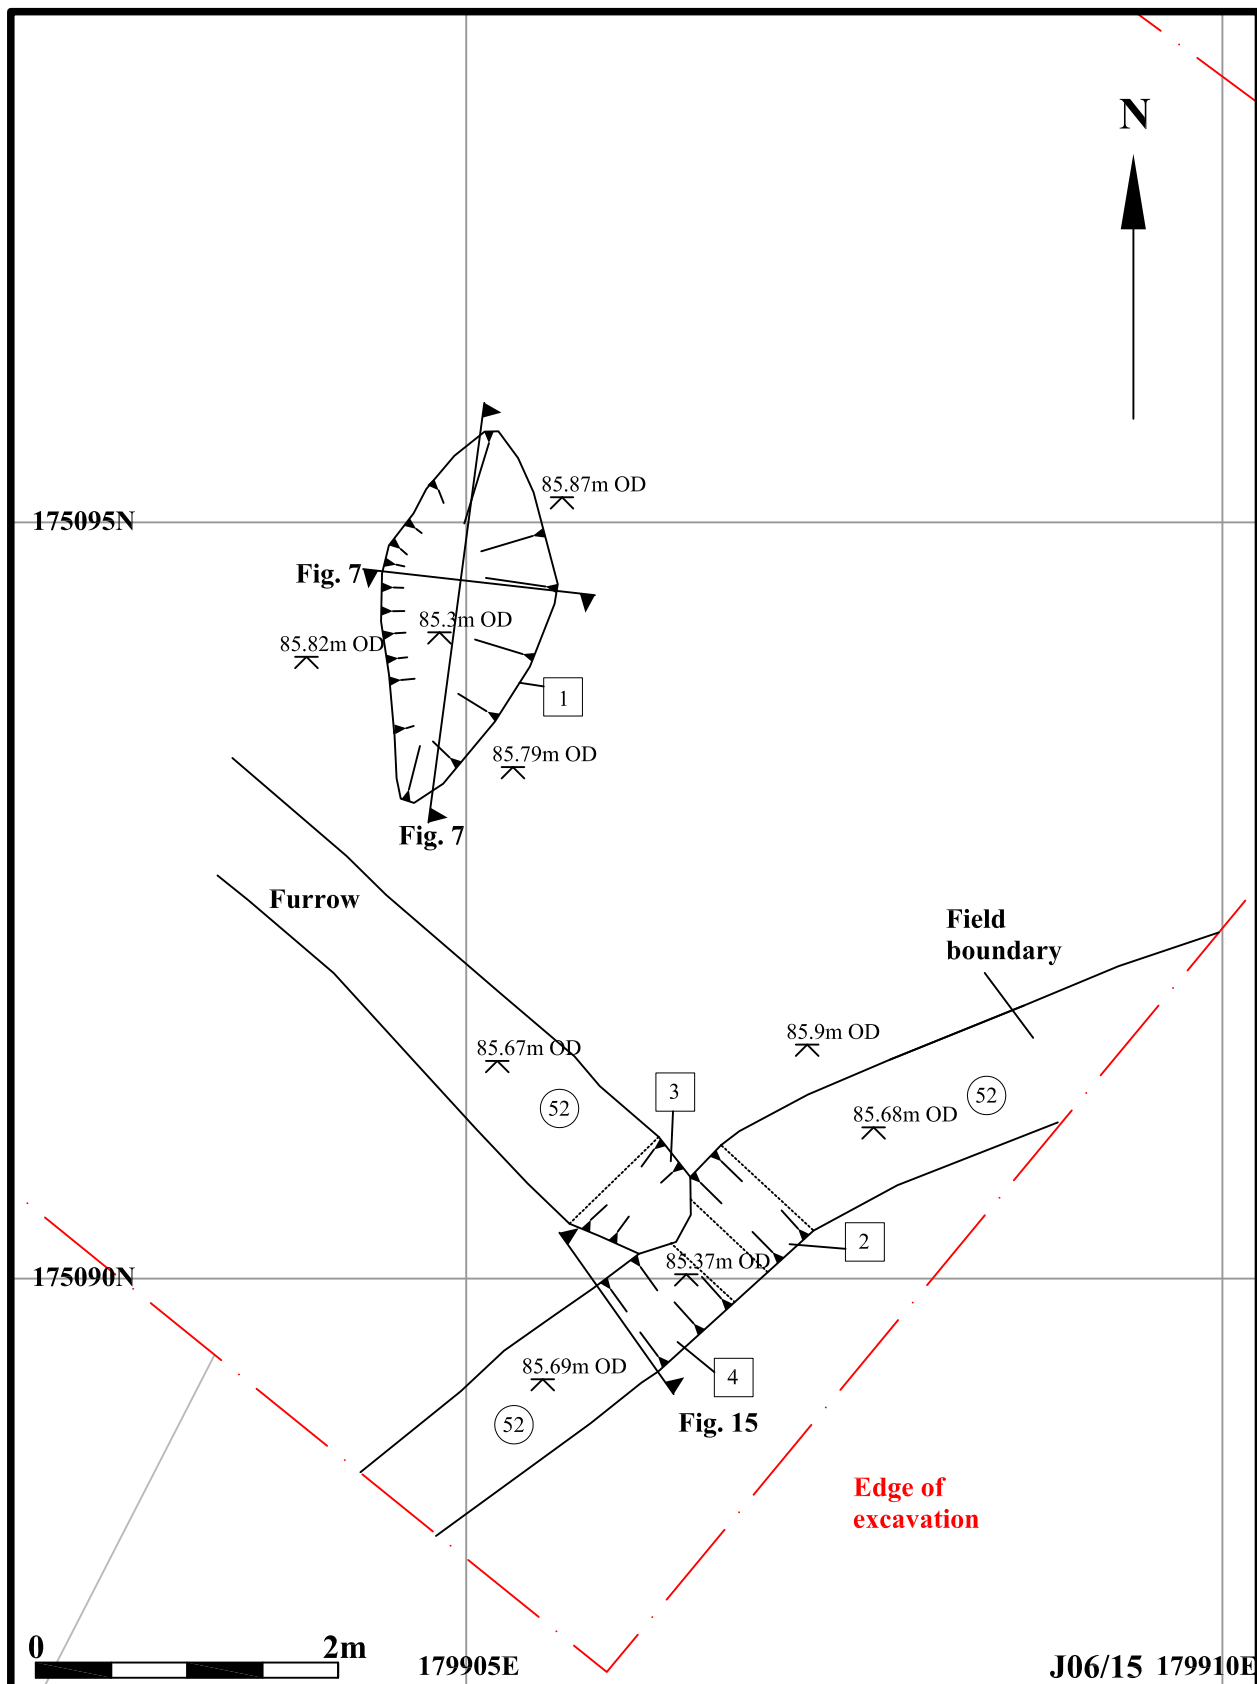 N
85.87m OD
175095N
Fig. 7
85.3m OD
85.82m OD
1
85.79m OD
Fig. 7
Furrow
Field
boundary
85.9m OD
85.67m OD
3
52
52
85.68m OD
2
85.37m OD
175090N
85.69m OD
4
52
Fig. 15
Edge of
excavation
0 2m
179905E
J06/15 179910E